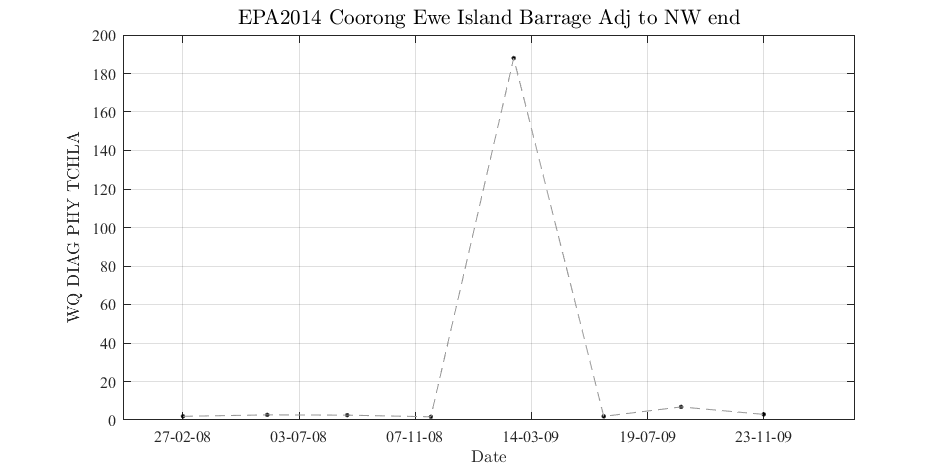 EPA2014 Coorong Ewe Island Barrage Adj to NW end
WQ DIAG PHY TCHLA
200
180
160
140
120
100
80
60
40
20
0
27-02-08 03-07-08 07-11-08 14-03-09 19-07-09 23-11-09
Date